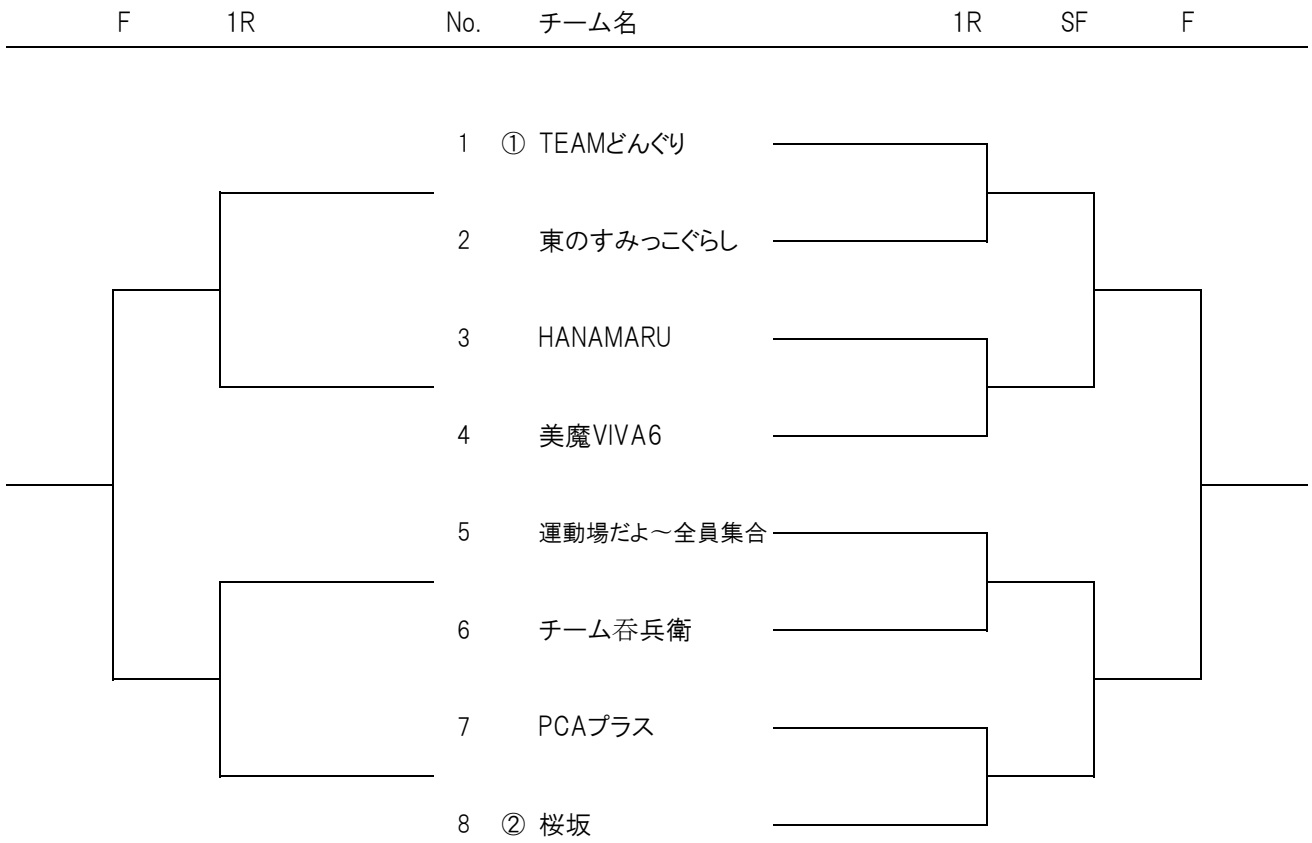 F 1R No. チーム名 1R SF F
1 ① TEAMどんぐり
2 東のすみっこぐらし
3 HANAMARU
4 美魔VIVA6
5 運動場だよ～全員集合
6 チーム呑兵衛
7 PCAプラス
8 ② 桜坂